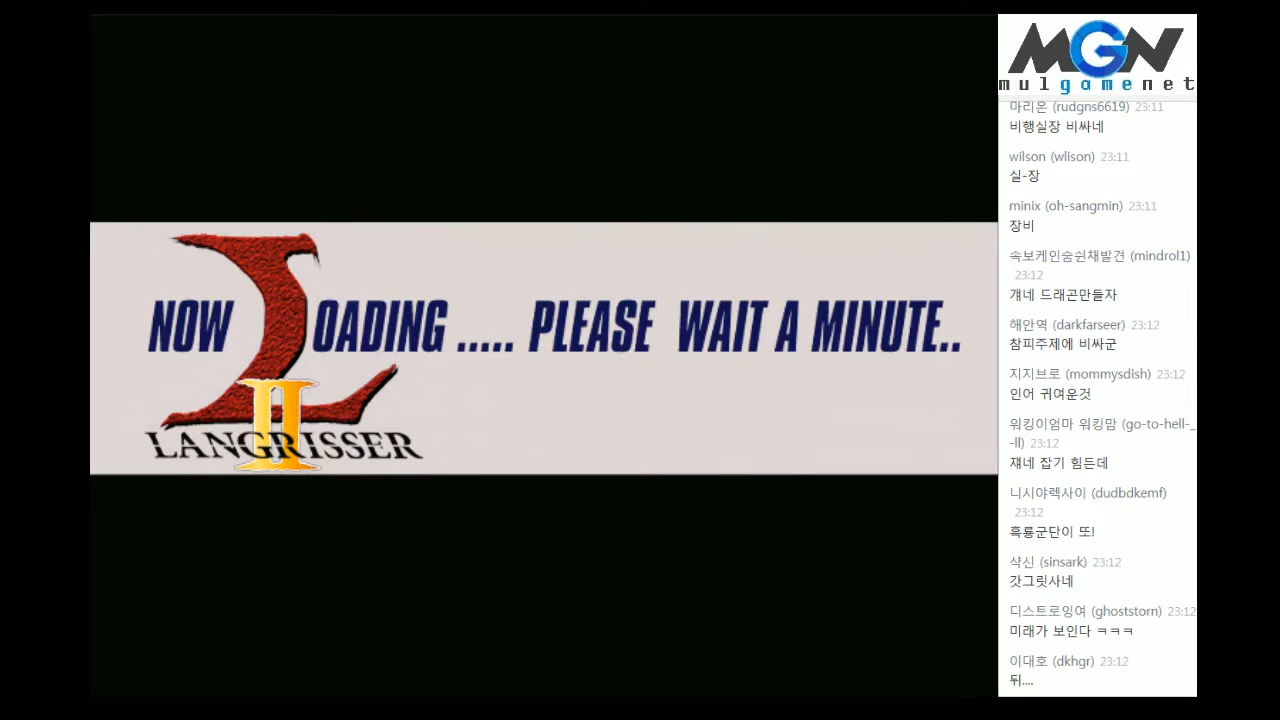 NOW LOADING ..... PLEASE WAIT A MINUTE..
II
LANGRISSER
MGN
mulgamenet
마리온 (rudgns6619) 23:11
비행실장 비싸네
wilson (wlison) 23:11
실-장
minix (oh-sangmin) 23:11
장비
속보케인숨쉰채발견 (mindrol1)
23:12
걔네 드래곤만들자
해안역 (darkfarseer) 23:12
참피주제에 비싸군
지지브로 (mommysdish) 23:12
인어 귀여운것
워킹이엄마 워킹맘 (go-to-hell-_
-ll) 23:12
쟤네 잡기 힘든데
니시야렉사이 (dudbdkemf)
23:12
흑룡군단이 또!
샥신 (sinsark) 23:12
갓그릿사네
디스트로잉여 (ghoststorn) 23:12
미래가 보인다 ㅋㅋㅋ
이대호 (dkhgr) 23:12
뒤....